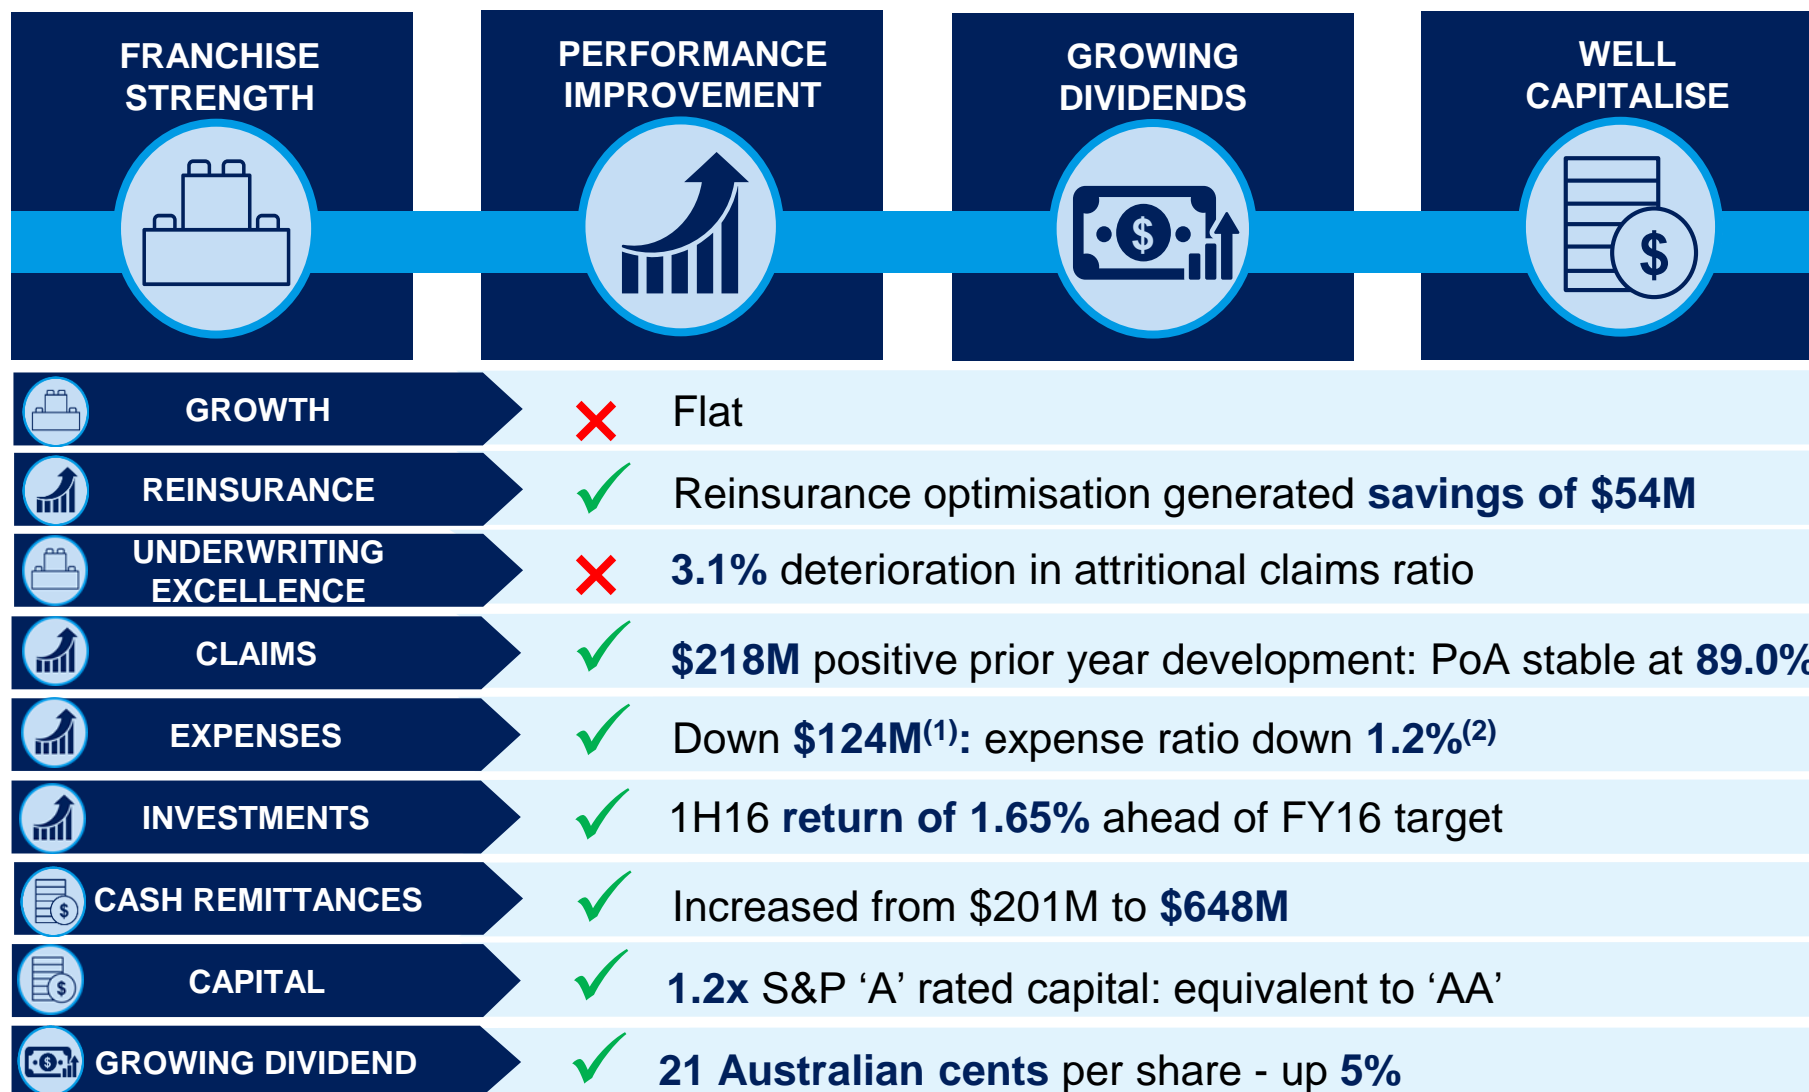 FRANCHISE
STRENGTH
PERFORMANCE
IMPROVEMENT
GROWING
DIVIDENDS
WELL
CAPITALISE
GROWTH
Flat
REINSURANCE
Reinsurance optimisation generated savings of $54M
UNDERWRITING
EXCELLENCE
3.1% deterioration in attritional claims ratio
CLAIMS
$218M positive prior year development: PoA stable at 89.0%
EXPENSES
Down $124M(1): expense ratio down 1.2%(2)
INVESTMENTS
1H16 return of 1.65% ahead of FY16 target
CASH REMITTANCES
Increased from $201M to $648M
CAPITAL
1.2x S&P ‘A’ rated capital: equivalent to ‘AA’
GROWING DIVIDEND
21 Australian cents per share - up 5%